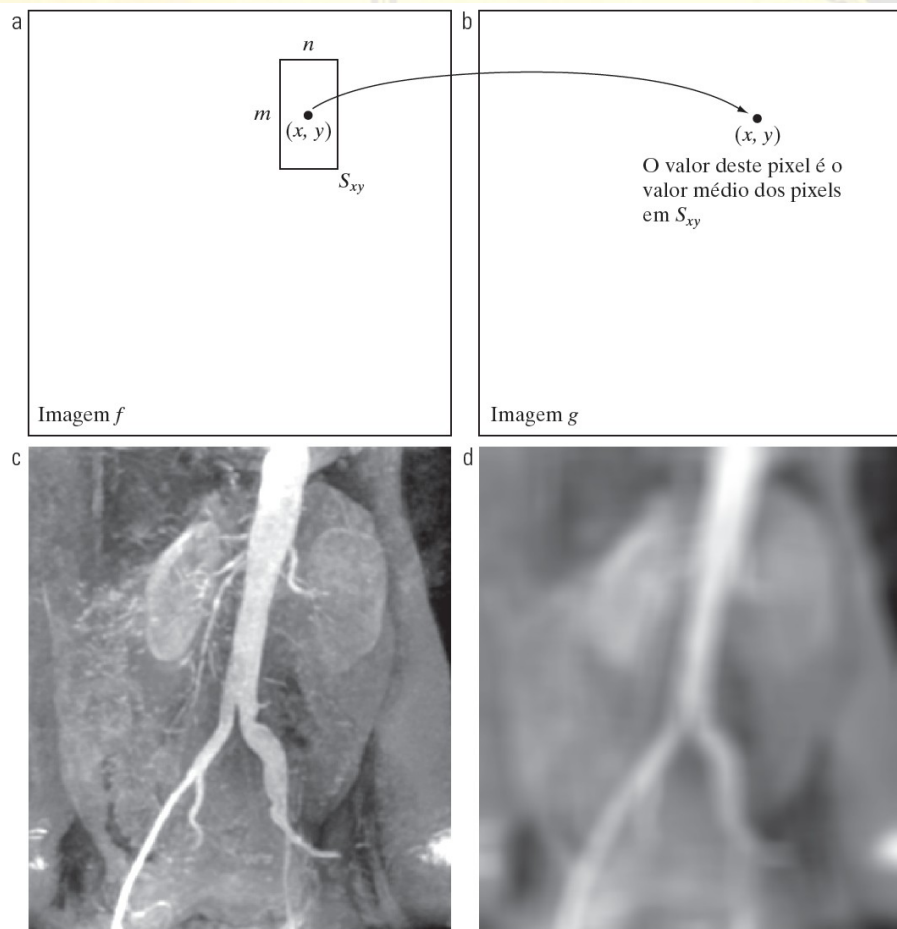 a
n
m
(x, y)
S_xy
Imagem f
b
(x, y)
O valor deste pixel é o
valor médio dos pixels
em S_xy
Imagem g
c
d